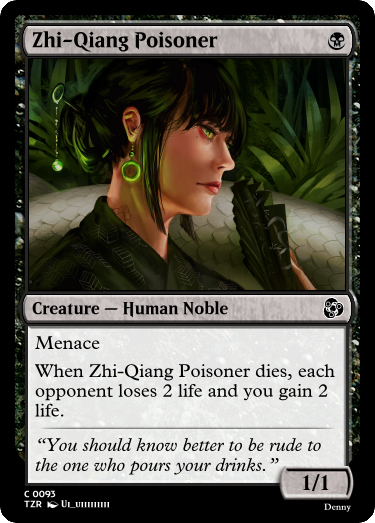 Zhi-Qiang Poisoner
Creature — Human Noble
Menace
When Zhi-Qiang Poisoner dies, each
opponent loses 2 life and you gain 2
life.
“You should know better to be rude to
the one who pours your drinks.”
1/1
C 0093
TZR
Denny